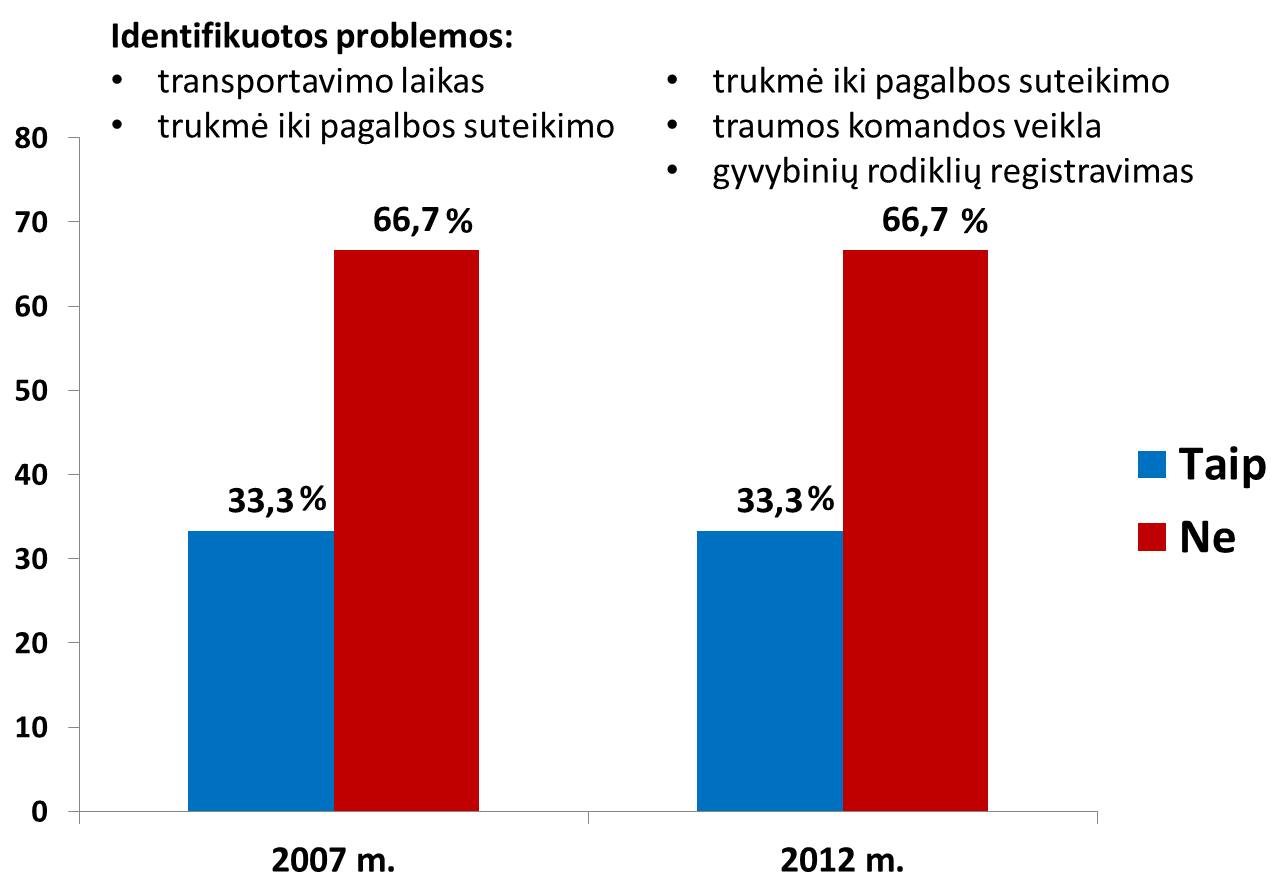 Identifikuotos problemos:
• transportavimo laikas
• trukmė iki pagalbos suteikimo
• trukmė iki pagalbos suteikimo
• traumos komandos veikla
• gyvybinių rodiklių registravimas
80
70
60
50
40
30
20
10
0
33,3 %
66,7 %
33,3 %
66,7 %
2007 m.
2012 m.
Taip
Ne